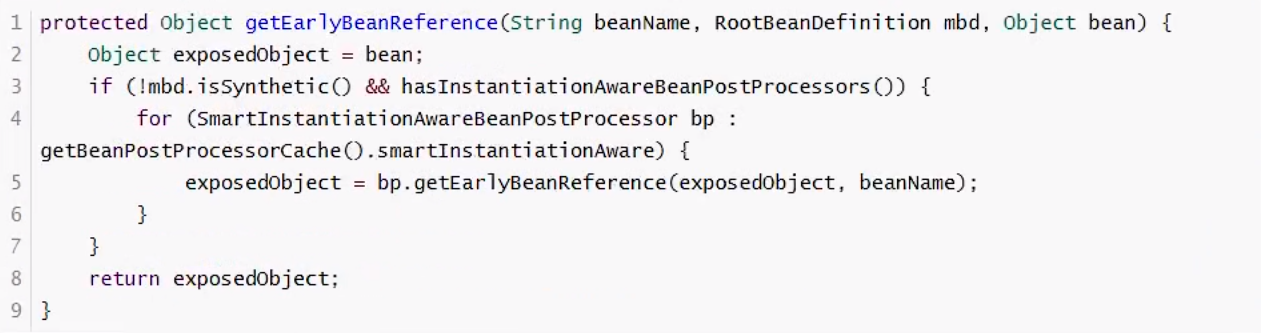 1 protected Object getEarlyBeanReference(String beanName, RootBeanDefinition mbd, Object bean) {
2     Object exposedObject = bean;
3     if (!mbd.isSynthetic() && hasInstantiationAwareBeanPostProcessors()) {
4         for (SmartInstantiationAwareBeanPostProcessor bp :
getBeanPostProcessorCache().smartInstantiationAware) {
5             exposedObject = bp.getEarlyBeanReference(exposedObject, beanName);
6         }
7     }
8     return exposedObject;
9 }